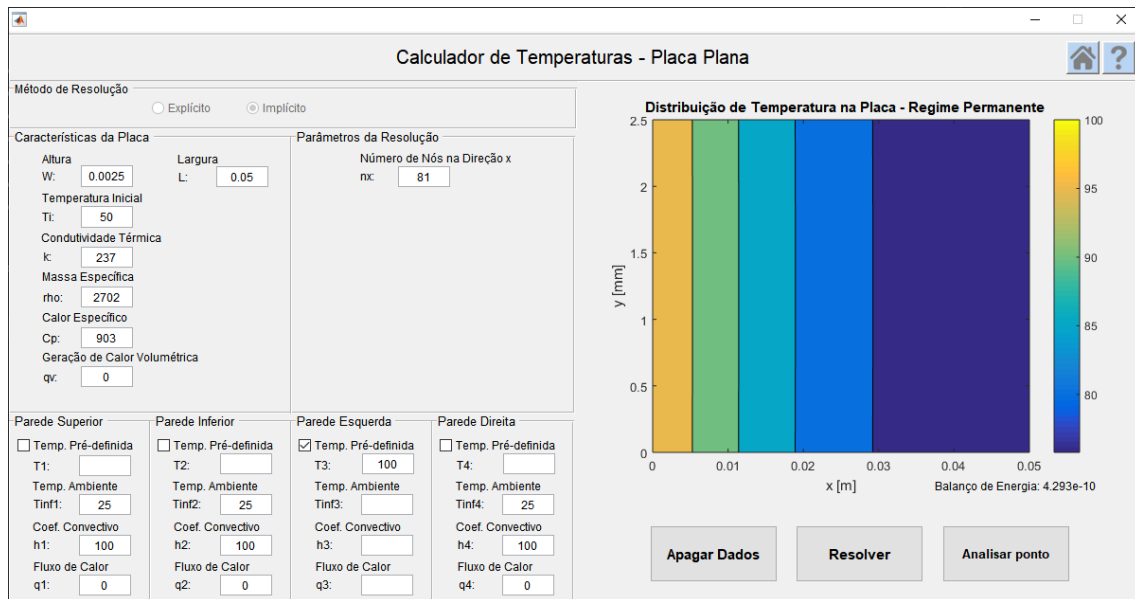 Calculador de Temperaturas - Placa Plana
?
Método de Resolução
Explícito Implícito
Características da Placa
Altura Largura
W: 0.0025 L: 0.05
Temperatura Inicial
Ti: 50
Condutividade Térmica
k: 237
Massa Específica
rho: 2702
Calor Específico
Cp: 903
Geração de Calor Volumétrica
qv: 0
Parâmetros da Resolução
Número de Nós na Direção x
nx: 81
Parede Superior
Temp. Pré-definida
T1:
Temp. Ambiente
Tinf1: 25
Coef. Convectivo
h1: 100
Fluxo de Calor
q1: 0
Parede Inferior
Temp. Pré-definida
T2:
Temp. Ambiente
Tinf2: 25
Coef. Convectivo
h2: 100
Fluxo de Calor
q2: 0
Parede Esquerda
Temp. Pré-definida
T3: 100
Temp. Ambiente
Tinf3:
Coef. Convectivo
h3:
Fluxo de Calor
q3:
Parede Direita
Temp. Pré-definida
T4:
Temp. Ambiente
Tinf4: 25
Coef. Convectivo
h4: 100
Fluxo de Calor
q4: 0
Distribuição de Temperatura na Placa - Regime Permanente
2.5
2
1.5
1
0.5
0
y [mm]
0 0.01 0.02 0.03 0.04 0.05
x [m]
100
95
90
85
80
Balanço de Energia: 4.293e-10
Apagar Dados Resolver Analisar ponto